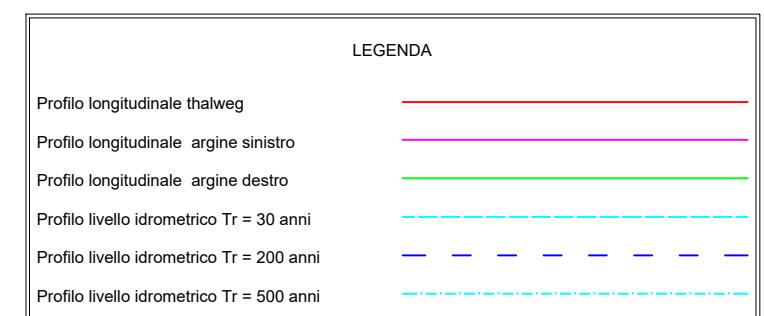 LEGENDA
Profilo longitudinale thalweg
Profilo longitudinale argine sinistro
Profilo longitudinale argine destro
Profilo livello idrometrico Tr = 30 anni
Profilo livello idrometrico Tr = 200 anni
Profilo livello idrometrico Tr = 500 anni